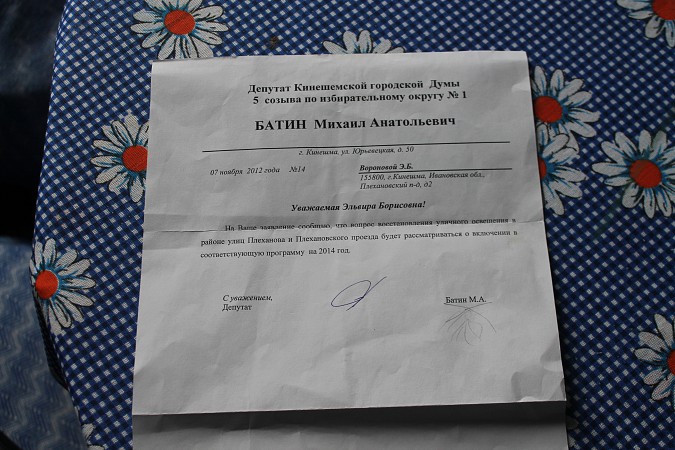 Депутат Кинешемской городской Думы
5 созыва по избирательному округу № 1
БАТИН Михаил Анатольевич
г. Кинешма, ул. Юрьевецкая, д. 50
07 ноября 2012 года №14 Вороновой Э.Б.
155800, г.Кинешма, Ивановская обл.,
Плехановский п-о, о2
Уважаемая Эльвира Борисовна!
На Ваше заявление сообщаю, что вопрос восстановления уличного освещения в
районе улиц Плеханова и Плехановского проезда будет рассматриваться о включении в
соответствующую программу на 2014 год.
С уважением,
Депутат Батин М.А.